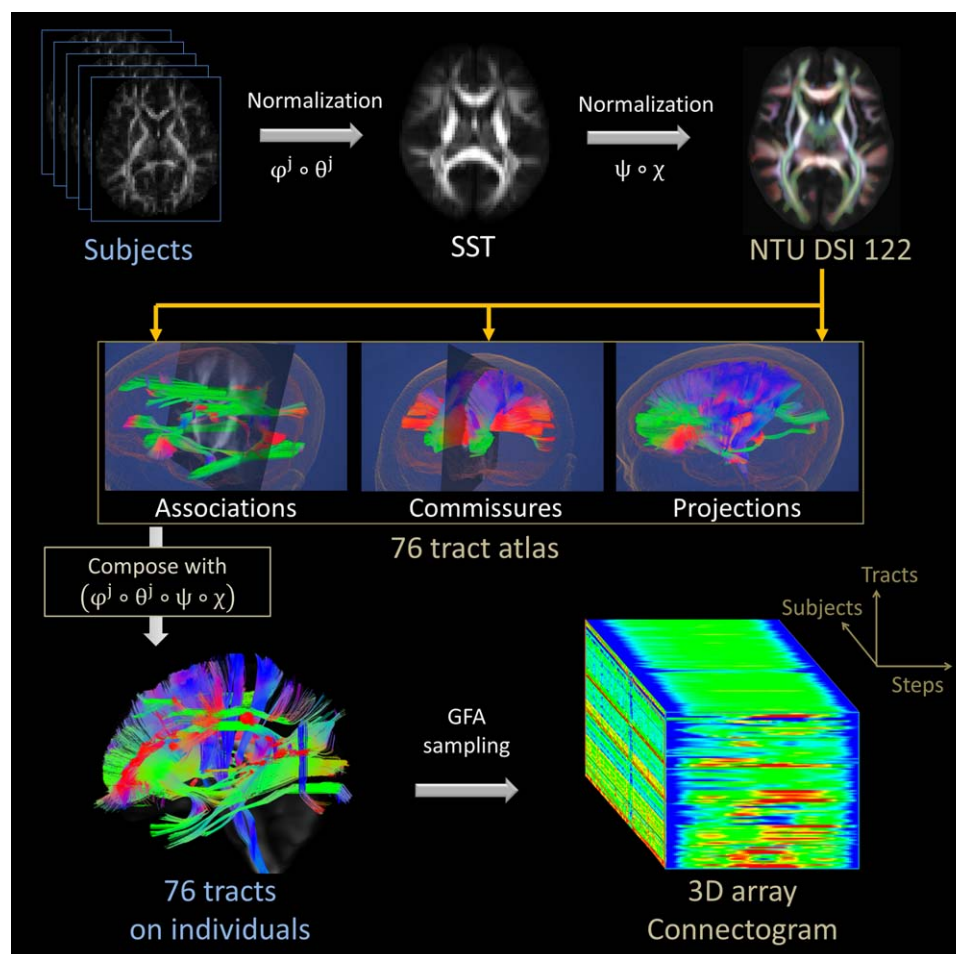 Normalization
φʲ ∘ θʲ
Normalization
ψ ∘ χ
Subjects
SST
NTU DSI 122
Associations
Commissures
Projections
76 tract atlas
Compose with
(φʲ ∘ θʲ ∘ ψ ∘ χ)
Tracts
Subjects
Steps
GFA
sampling
76 tracts
on individuals
3D array
Connectogram